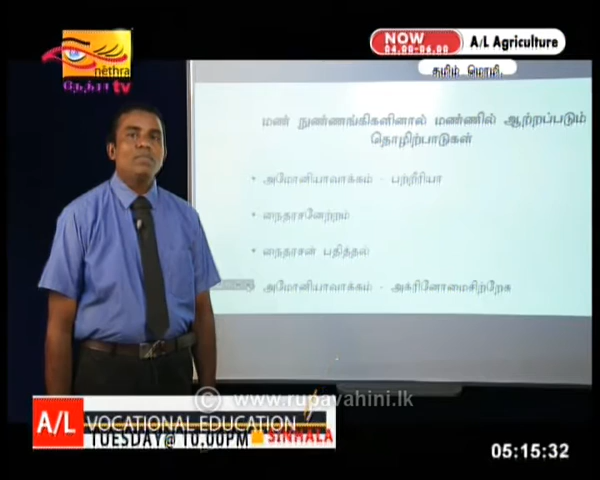 NOW
04.00-06.00
A/L Agriculture
தமிழ் மொழி
nethra
நேத்ரா tv
மண் நுண்ணங்கிகளினால் மண்ணில் ஆற்றப்படும்
தொழிற்பாடுகள்
• அமோனியாவாக்கம் - பற்றீரியா
• நைதரசனேற்றம்
• நைதரசன் பதித்தல்
• அமோனியாவாக்கம் - அகரினோமைசிற்றேசு
© www.rupavahini.lk
A/L VOCATIONAL EDUCATION
TUESDAY@ 10.00PM SINHALA
05:15:32